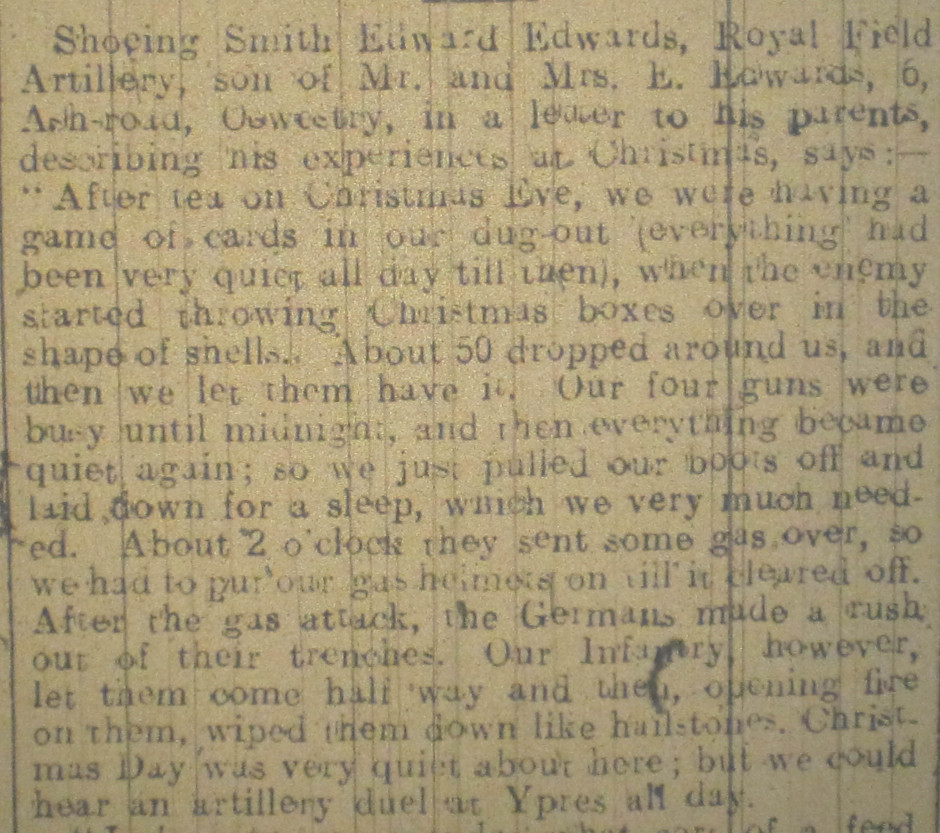 Shoeing Smith Edward Edwards, Royal Field
Artillery, son of Mr. and Mrs. E. Edwards, 6,
Ash-road, Oswestry, in a letter to his parents,
describing his experiences at Christmas, says:—
"After tea on Christmas Eve, we were having a
game of cards in our dug-out (everything had
been very quiet all day till then), when the enemy
started throwing Christmas boxes over in the
shape of shells. About 50 dropped around us, and
then we let them have it. Our four guns were
busy until midnight, and then everything became
quiet again; so we just pulled our boots off and
laid down for a sleep, which we very much need-
ed. About 2 o'clock they sent some gas over, so
we had to put our gas helmets on till it cleared off.
After the gas attack, the Germans made a rush
out of their trenches. Our Infantry, however,
let them come half way and then, opening fire
on them, wiped them down like hailstones. Christ-
mas Day was very quiet about here; but we could
hear an artillery duel at Ypres all day.
of a feed